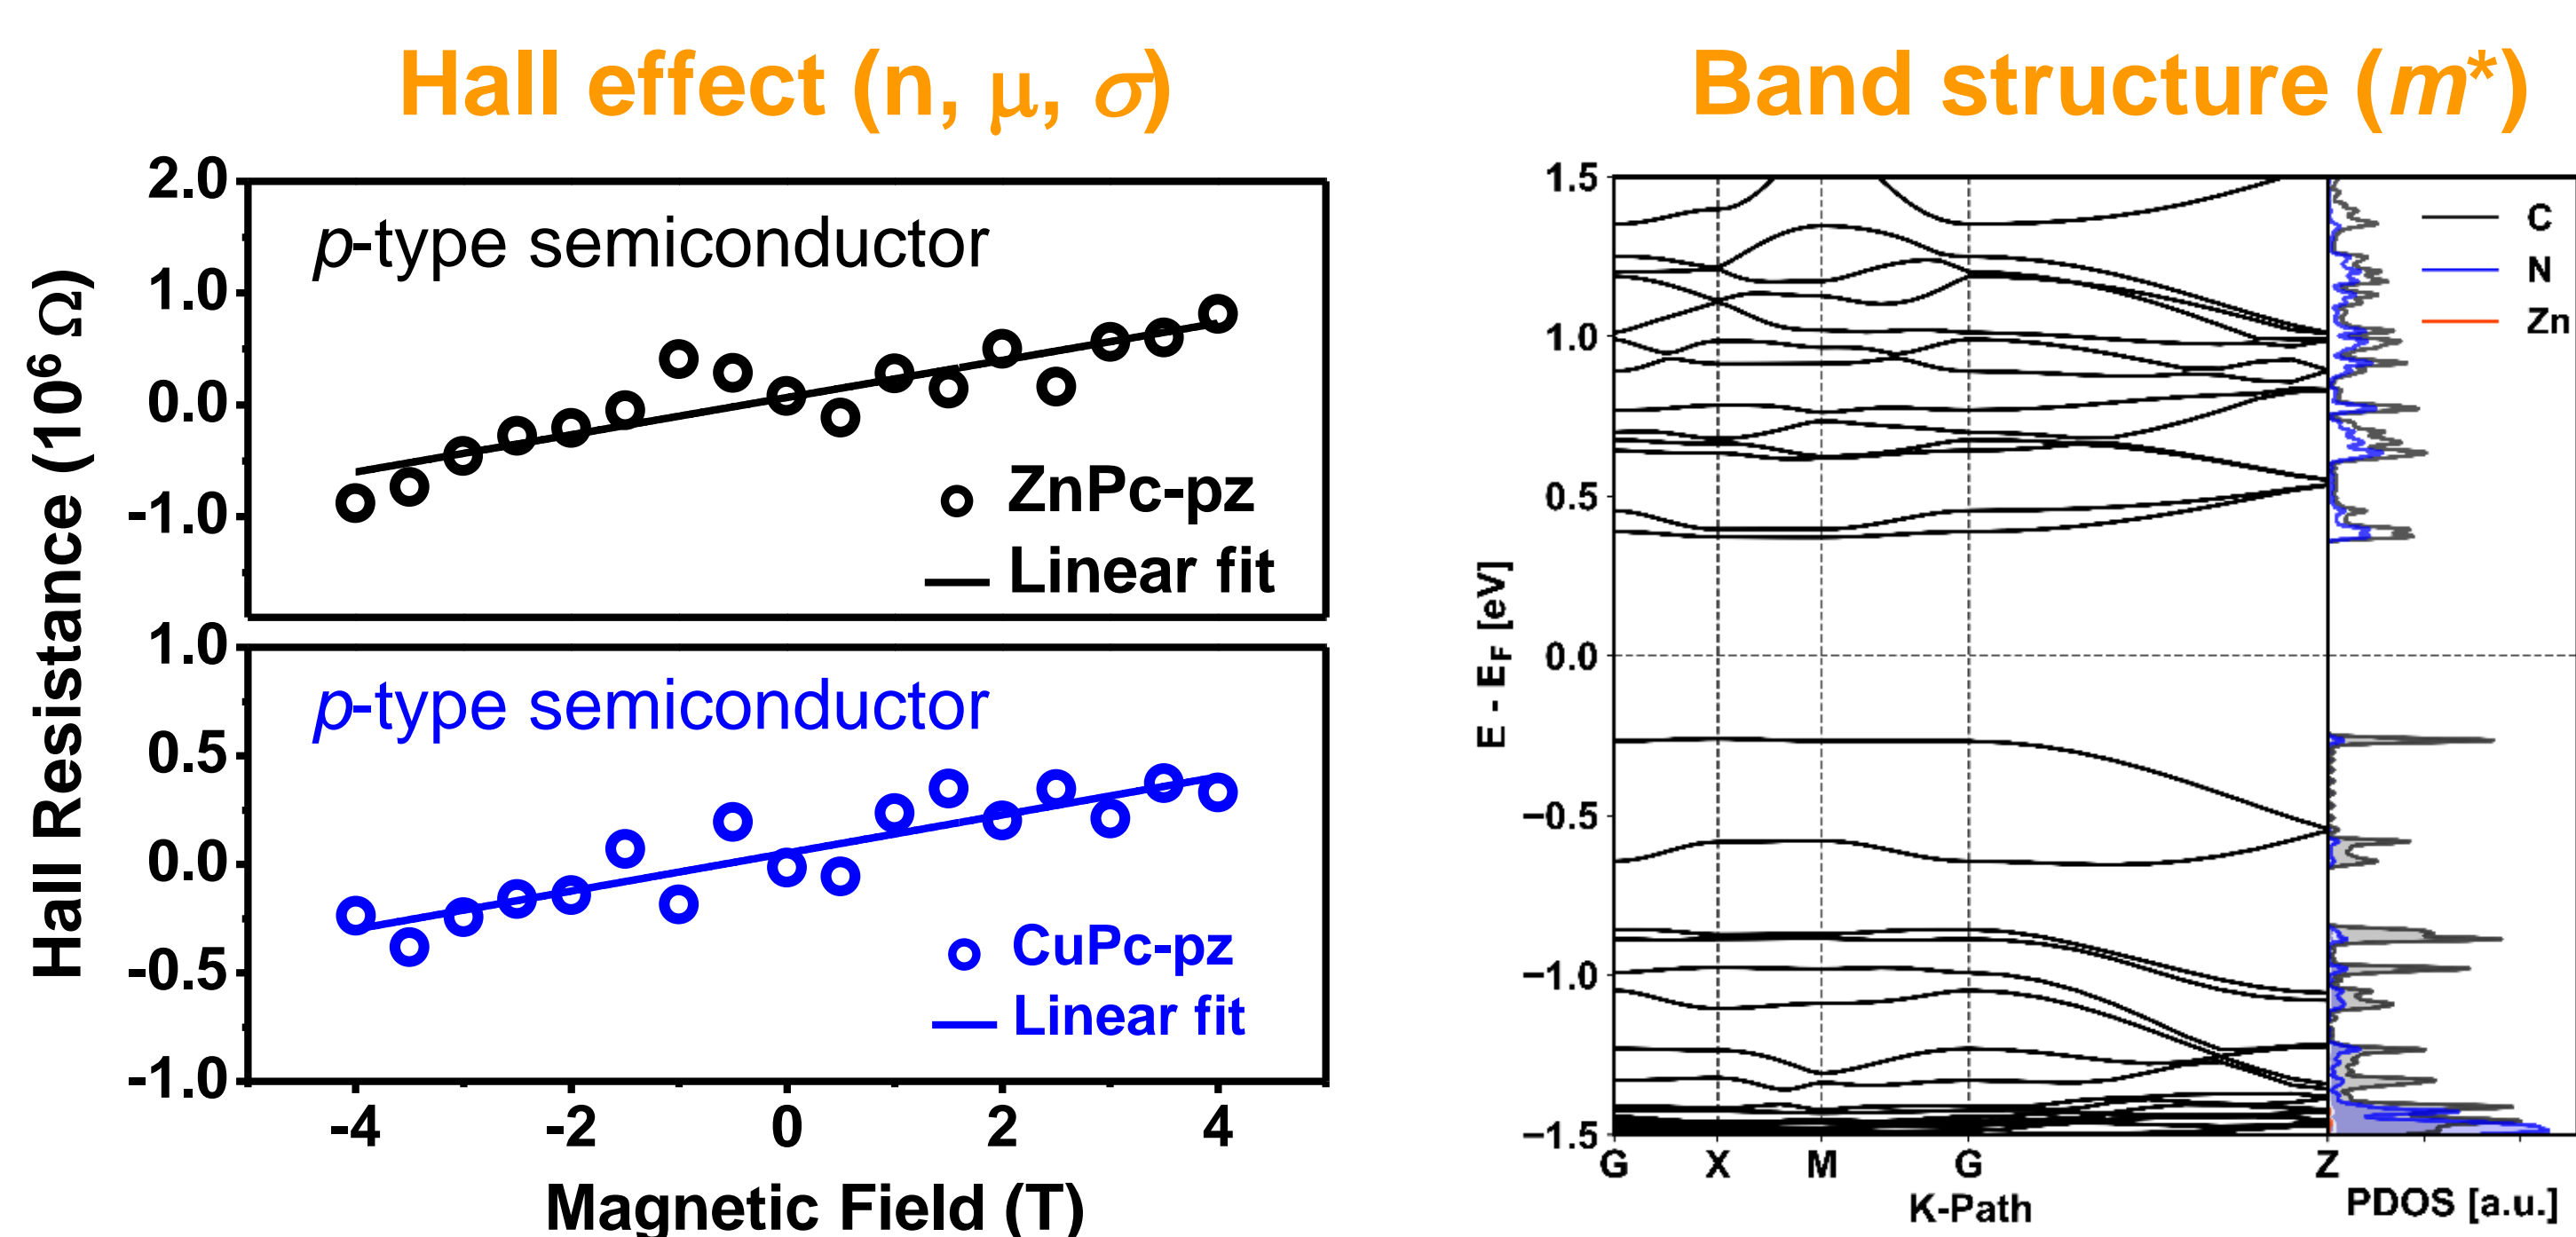 Hall effect (n, μ, σ)
Hall Resistance (10⁶ Ω)
2.0
1.0
0.0
-1.0
p-type semiconductor
ZnPc-pz
Linear fit
1.0
0.5
0.0
-0.5
-1.0
p-type semiconductor
CuPc-pz
Linear fit
-4 -2 0 2 4
Magnetic Field (T)
Band structure (m*)
E - E_F [eV]
1.5
1.0
0.5
0.0
−0.5
−1.0
−1.5
C
N
Zn
G X M G Z
K-Path
PDOS [a.u.]